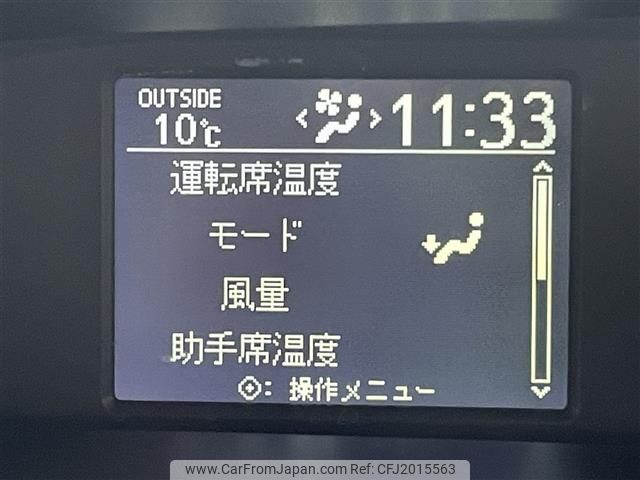 OUTSIDE
10℃
11:33
運転席温度
モード
風量
助手席温度
: 操作メニュー
www.CarFromJapan.com | Ref:CFJ2015563